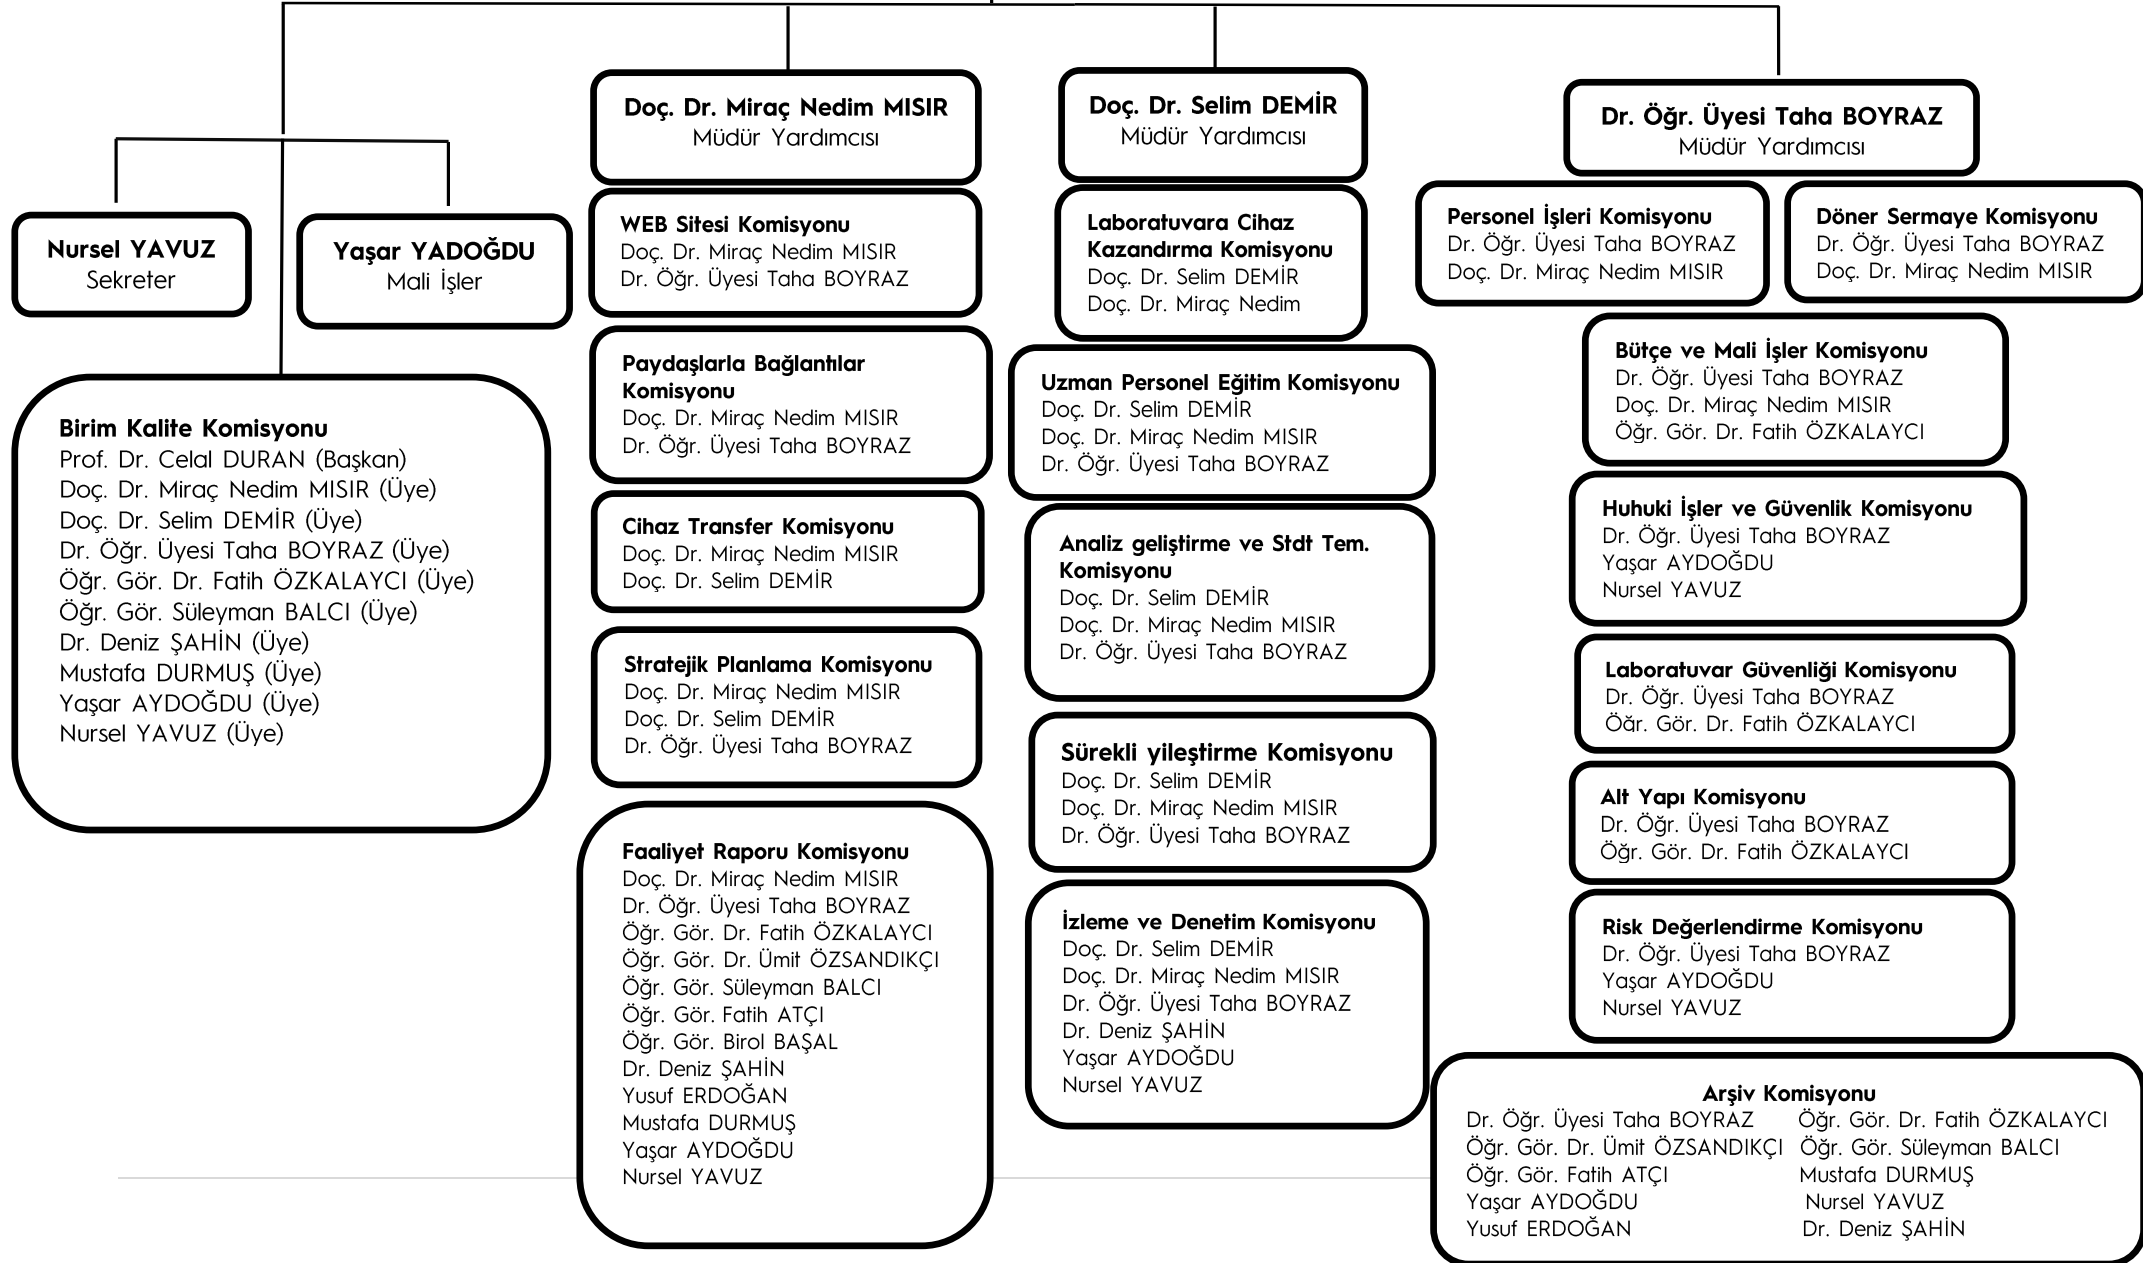 Doç. Dr. Miraç Nedim MISIR
Müdür Yardımcısı
Doç. Dr. Selim DEMİR
Müdür Yardımcısı
Dr. Öğr. Üyesi Taha BOYRAZ
Müdür Yardımcısı
Nursel YAVUZ
Sekreter
Yaşar YADOĞDU
Mali İşler
Birim Kalite Komisyonu
Prof. Dr. Celal DURAN (Başkan)
Doç. Dr. Miraç Nedim MISIR (Üye)
Doç. Dr. Selim DEMİR (Üye)
Dr. Öğr. Üyesi Taha BOYRAZ (Üye)
Öğr. Gör. Dr. Fatih ÖZKALAYCI (Üye)
Öğr. Gör. Süleyman BALCI (Üye)
Dr. Deniz ŞAHİN (Üye)
Mustafa DURMUŞ (Üye)
Yaşar AYDOĞDU (Üye)
Nursel YAVUZ (Üye)
WEB Sitesi Komisyonu
Doç. Dr. Miraç Nedim MISIR
Dr. Öğr. Üyesi Taha BOYRAZ
Paydaşlarla Bağlantılar
Komisyonu
Doç. Dr. Miraç Nedim MISIR
Dr. Öğr. Üyesi Taha BOYRAZ
Cihaz Transfer Komisyonu
Doç. Dr. Miraç Nedim MISIR
Doç. Dr. Selim DEMİR
Stratejik Planlama Komisyonu
Doç. Dr. Miraç Nedim MISIR
Doç. Dr. Selim DEMİR
Dr. Öğr. Üyesi Taha BOYRAZ
Faaliyet Raporu Komisyonu
Doç. Dr. Miraç Nedim MISIR
Dr. Öğr. Üyesi Taha BOYRAZ
Öğr. Gör. Dr. Fatih ÖZKALAYCI
Öğr. Gör. Dr. Ümit ÖZSANDIKÇI
Öğr. Gör. Süleyman BALCI
Öğr. Gör. Fatih ATÇI
Öğr. Gör. Birol BAŞAL
Dr. Deniz ŞAHİN
Yusuf ERDOĞAN
Mustafa DURMUŞ
Yaşar AYDOĞDU
Nursel YAVUZ
Laboratuvara Cihaz
Kazandırma Komisyonu
Doç. Dr. Selim DEMİR
Doç. Dr. Miraç Nedim
Uzman Personel Eğitim Komisyonu
Doç. Dr. Selim DEMİR
Doç. Dr. Miraç Nedim MISIR
Dr. Öğr. Üyesi Taha BOYRAZ
Analiz geliştirme ve Stdt Tem.
Komisyonu
Doç. Dr. Selim DEMİR
Doç. Dr. Miraç Nedim MISIR
Dr. Öğr. Üyesi Taha BOYRAZ
Sürekli yileştirme Komisyonu
Doç. Dr. Selim DEMİR
Doç. Dr. Miraç Nedim MISIR
Dr. Öğr. Üyesi Taha BOYRAZ
İzleme ve Denetim Komisyonu
Doç. Dr. Selim DEMİR
Doç. Dr. Miraç Nedim MISIR
Dr. Öğr. Üyesi Taha BOYRAZ
Dr. Deniz ŞAHİN
Yaşar AYDOĞDU
Nursel YAVUZ
Personel İşleri Komisyonu
Dr. Öğr. Üyesi Taha BOYRAZ
Doç. Dr. Miraç Nedim MISIR
Döner Sermaye Komisyonu
Dr. Öğr. Üyesi Taha BOYRAZ
Doç. Dr. Miraç Nedim MISIR
Bütçe ve Mali İşler Komisyonu
Dr. Öğr. Üyesi Taha BOYRAZ
Doç. Dr. Miraç Nedim MISIR
Öğr. Gör. Dr. Fatih ÖZKALAYCI
Huhuki İşler ve Güvenlik Komisyonu
Dr. Öğr. Üyesi Taha BOYRAZ
Yaşar AYDOĞDU
Nursel YAVUZ
Laboratuvar Güvenliği Komisyonu
Dr. Öğr. Üyesi Taha BOYRAZ
Öğr. Gör. Dr. Fatih ÖZKALAYCI
Alt Yapı Komisyonu
Dr. Öğr. Üyesi Taha BOYRAZ
Öğr. Gör. Dr. Fatih ÖZKALAYCI
Risk Değerlendirme Komisyonu
Dr. Öğr. Üyesi Taha BOYRAZ
Yaşar AYDOĞDU
Nursel YAVUZ
Arşiv Komisyonu
Dr. Öğr. Üyesi Taha BOYRAZ Öğr. Gör. Dr. Fatih ÖZKALAYCI
Öğr. Gör. Dr. Ümit ÖZSANDIKÇI Öğr. Gör. Süleyman BALCI
Öğr. Gör. Fatih ATÇI Mustafa DURMUŞ
Yaşar AYDOĞDU Nursel YAVUZ
Yusuf ERDOĞAN Dr. Deniz ŞAHİN